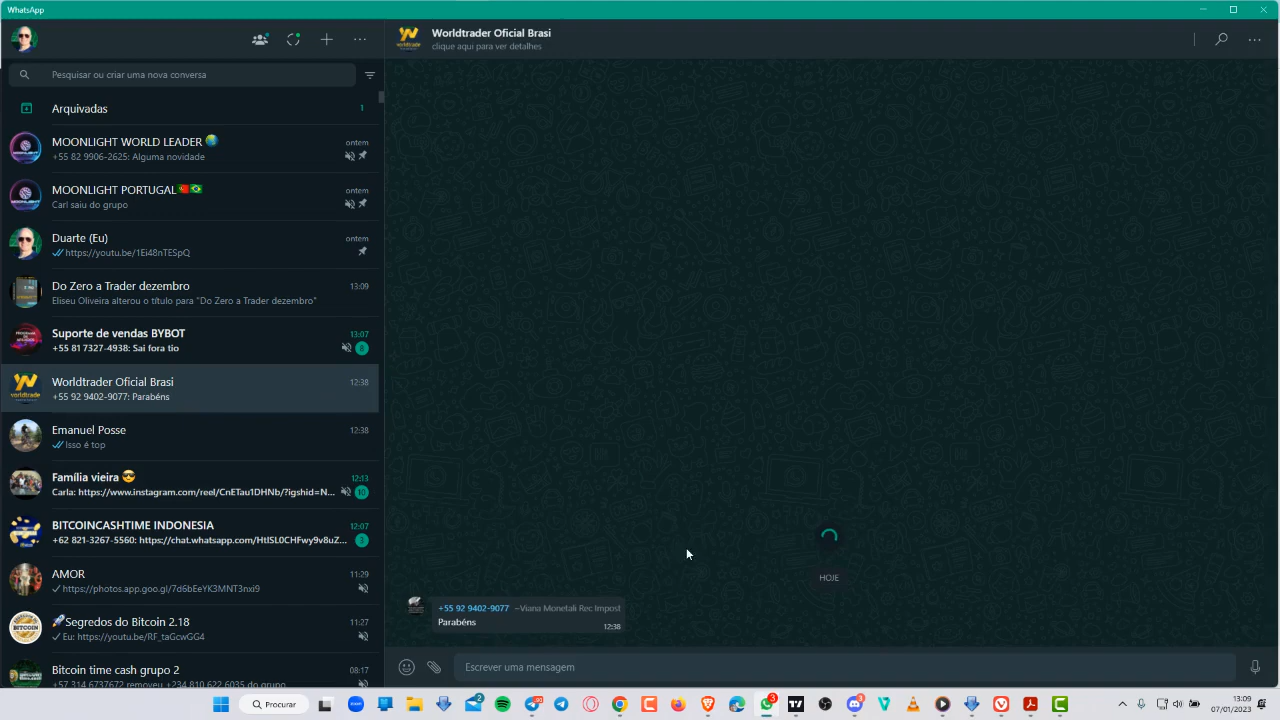 WhatsApp
Worldtrader Oficial Brasi
clique aqui para ver detalhes
Pesquisar ou criar uma nova conversa
Arquivadas
1
MOONLIGHT WORLD LEADER 🌏
ontem
+55 82 9906-2625: Alguma novidade
MOONLIGHT PORTUGAL🇵🇹🇧🇷
ontem
Carl saiu do grupo
Duarte (Eu)
ontem
https://youtu.be/1Ei48nTESpQ
Do Zero a Trader dezembro
13:09
Eliseu Oliveira alterou o título para "Do Zero a Trader dezembro"
Suporte de vendas BYBOT
13:07
+55 81 7327-4938: Sai fora tio
6
Worldtrader Oficial Brasi
12:38
+55 92 9402-9077: Parabéns
Emanuel Posse
12:38
Isso é top
Família vieira 😎
12:13
Carla: https://www.instagram.com/reel/CnETau1DHNb/?igshid=N...
10
BITCOINCASHTIME INDONESIA
12:07
+62 821-3267-5560: https://chat.whatsapp.com/HtISL0CHFwy9v8uZ...
3
AMOR
11:29
https://photos.app.goo.gl/7d6bEeYK3MNT3nxi9
🚀Segredos do Bitcoin 2.18
11:27
Eu: https://youtu.be/RF_taGcwGG4
Bitcoin time cash grupo 2
08:17
+57 314 6737672 removeu +234 810 622 6035 do grupo
HOJE
+55 92 9402-9077 ~Viana Monetali Rec Impost
Parabéns
12:38
Escrever uma mensagem
Procurar
zoom
2
90
3
3
13:09
07/01/2023